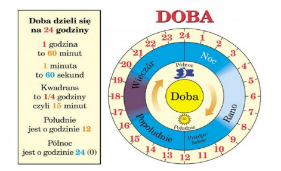 DOBA
Doba dzieli się
na 24 godziny
1 godzina
to 60 minut
1 minuta
to 60 sekund
Kwadrans
to 1/4 godziny
czyli 15 minut
Południe
jest o godzinie 12
Północ
jest o godzinie 24 (0)
24 1 2 3 4 5 6 7 8 9 10 11 12 13 14 15 16 17 18 19 20 21 22 23
Północ
Noc
Rano
Południe
Popołudnie
Wieczór
Doba